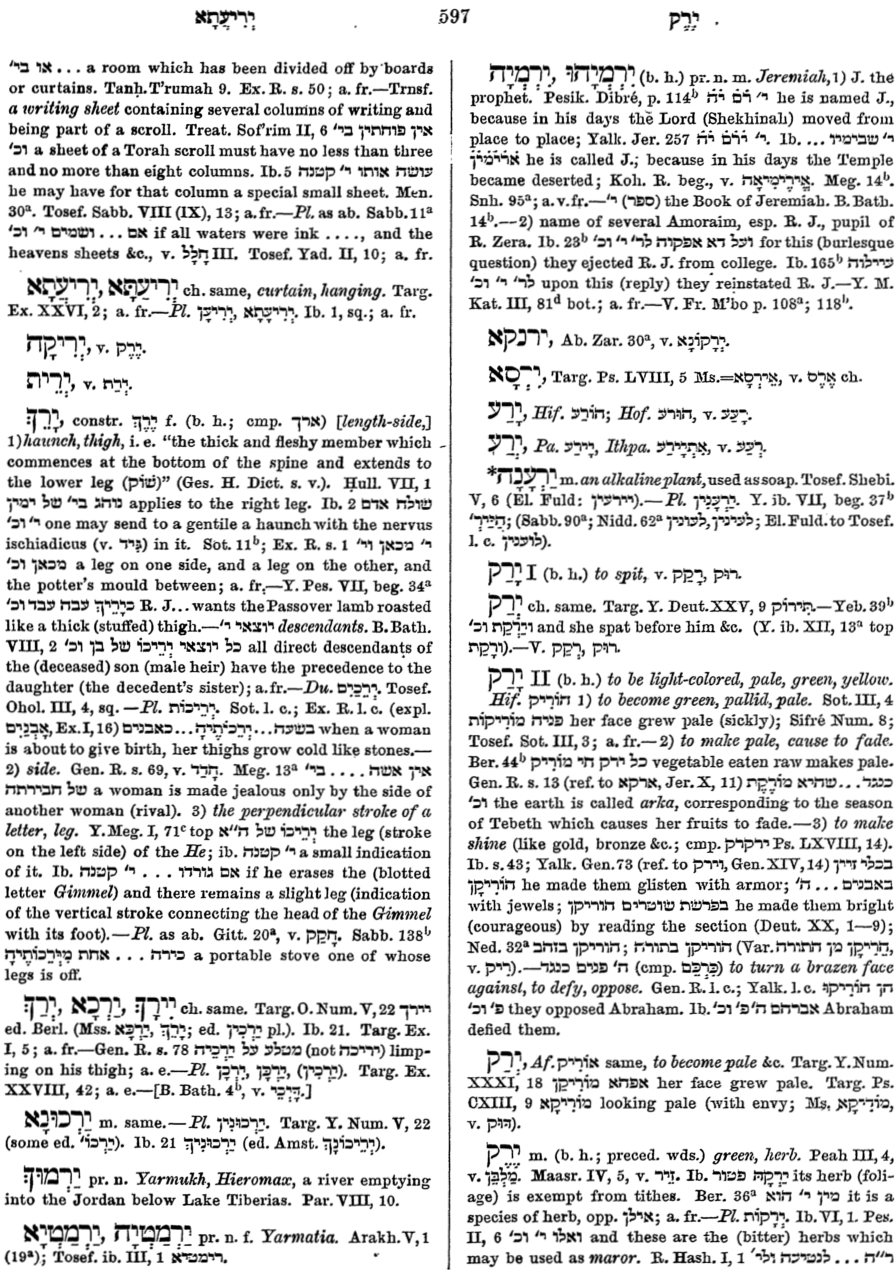 יְרִיעֲתָא 597 יֶרֶק
או בי׳ ... a room which has been divided off by boards
or curtains. Tanḥ. T'rumah 9. Ex. R. s. 50; a. fr.—Trnsf.
a writing sheet containing several columns of writing and
being part of a scroll. Treat. Sof'rim II, 6 אין פוחתין בי׳
וכ׳ a sheet of a Torah scroll must have no less than three
and no more than eight columns. Ib. 5 עושה אותו י׳ קטנה
he may have for that column a special small sheet. Men.
30ᵃ. Tosef. Sabb. VIII (IX), 13; a. fr.—Pl. as ab. Sabb. 11ᵃ
אם ... ושמים י׳ וכ׳ if all waters were ink ...., and the
heavens sheets &c., v. חָלָל III. Tosef. Yad. II, 10; a. fr.
יְרִיעֲתָּא, יְרִיעֲתָא ch. same, curtain, hanging. Targ.
Ex. XXVI, 2; a. fr.—Pl. יְרִיעָתָא, יְרִיעָן. Ib. 1, sq.; a. fr.
יְרִיקָה, v. יֶרֶק.
יְרֵית, v. יְרֵת.
יָרֵךְ, constr. יֶרֶךְ f. (b. h.; cmp. ארך) [length-side,]
1) haunch, thigh, i. e. "the thick and fleshy member which
commences at the bottom of the spine and extends to
the lower leg (שׁוֹק)" (Ges. H. Dict. s. v.). Ḥull. VII, 1
נוהג בי׳ של ימין applies to the right leg. Ib. 2 שולח אדם
י׳ וכ׳ one may send to a gentile a haunch with the nervus
ischiadicus (v. גִּיד) in it. Sot. 11ᵇ; Ex. R. s. 1 י׳ מכאן וי׳
מכאן וכ׳ a leg on one side, and a leg on the other, and
the potter's mould between; a. fr.—Y. Pes. VII, beg. 34ᵃ
כיָרֵיךְ עבה עבד וכ׳ R. J... wants the Passover lamb roasted
like a thick (stuffed) thigh.—יוצאי י׳ descendants. B. Bath.
VIII, 2 כל יוצאי יְרֵיכוֹ של בן וכ׳ all direct descendants of
the (deceased) son (male heir) have the precedence to the
daughter (the decedent's sister); a. fr.—Du. יְרֵכַיִם. Tosef.
Ohol. III, 4, sq.—Pl. יְרֵיכוֹת. Sot. l. c.; Ex. R. l. c. (expl.
אָבְנַיִם, Ex. I, 16) בשעה...יַרְכוֹתֶיהָ...כאבנים when a woman
is about to give birth, her thighs grow cold like stones.—
2) side. Gen. R. s. 69, v. חָדַד. Meg. 13ᵃ אין אשה .... בי׳
של חבירתה a woman is made jealous only by the side of
another woman (rival). 3) the perpendicular stroke of a
letter, leg. Y. Meg. I, 71ᶜ top יְרֵיכוֹ של ה״א the leg (stroke
on the left side) of the He; ib. י׳ קטנה a small indication
of it. Ib. אם גורדו ... י׳ קטנה if he erases the (blotted
letter Gimmel) and there remains a slight leg (indication
of the vertical stroke connecting the head of the Gimmel
with its foot).—Pl. as ab. Gitt. 20ᵃ, v. חָקַק. Sabb. 138ᵇ
כירה ... אחת מִיַּרְכוֹתֶיהָ a portable stove one of whose
legs is off.
יְרֵךְ, יַרְכָא, יִירָךְ ch. same. Targ. O. Num. V, 22 יירך
ed. Berl. (Mss. יַרְכָּא, יָרֵךְ; ed. יַרְכִין pl.). Ib. 21. Targ. Ex.
I, 5; a. fr.—Gen. R. s. 78 מטלע על יַרְכֵיהּ (not יריכה) limp-
ing on his thigh; a. e.—Pl. יַרְכָן, יַרְכָּן, (יַרְכִין). Targ. Ex.
XXVIII, 42; a. e.—[B. Bath. 4ᵇ, v. דָּרְכֵי.]
יַרְכוּנָא m. same.—Pl. יַרְכוּנִין. Targ. Y. Num. V, 22
(some ed. יְרֵיכוֹ׳). Ib. 21 יַרְכוּנִיךְ (ed. Amst. יְרֵיכוֹנָךְ).
יַרְמוּךְ pr. n. Yarmukh, Hieromax, a river emptying
into the Jordan below Lake Tiberias. Par. VIII, 10.
יַרְמַטְיָה, יַרְמַטְיָא pr. n. f. Yarmatia. Arakh. V, 1
(19ᵃ); Tosef. ib. III, 1 רימטיא.
יִרְמְיָהוּ, יִרְמְיָה (b. h.) pr. n. m. Jeremiah, 1) J. the
prophet. Pesik. Dibré, p. 114ᵇ י׳ רם יה he is named J.,
because in his days the Lord (Shekhinah) moved from
place to place; Yalk. Jer. 257 י׳ ירם יה. Ib. י׳ שבימיו ...
he is called J.; because in his days the Temple
became deserted; Koh. R. beg., v. אֵירֵימִיאָה. Meg. 14ᵇ.
Snh. 95ᵃ; a. v. fr.—(ספר) י׳ the Book of Jeremiah. B. Bath.
14ᵇ.—2) name of several Amoraim, esp. R. J., pupil of
R. Zera. Ib. 23ᵇ ועל דא אפקוה לר׳ י׳ וכ׳ for this (burlesque
question) they ejected R. J. from college. Ib. 165ᵇ עיילוה
לר׳ י׳ וכ׳ upon this (reply) they reinstated R. J.—Y. M.
Kat. III, 81ᵈ bot.; a. fr.—V. Fr. M'bo p. 108ᵃ; 118ᵇ.
ירנקא, Ab. Zar. 30ᵃ, v. יַרְקוֹנָא.
יִרְסָא, Targ. Ps. LVIII, 5 Ms.=אֵירְסָא, v. אֶרֶס ch.
יָרַע, Hif. הוֹרִיעַ; Hof. הוּרַע, v. רָעַע.
יְרַע, Pa. יָירַע, Ithpa. אִתְיַירַע, v. רְעַע.
*יַרְעָנָה m. an alkaline plant, used as soap. Tosef. Shebi.
V, 6 (El. Fuld: יירעין).—Pl. יַרְעָנִין. Y. ib. VII, beg. 37ᵇ
הַיַּרְ׳; (Sabb. 90ᵃ; Nidd. 62ᵃ לעינין, לעונין; El. Fuld. to Tosef.
l. c. לוענין).
יָרַק I (b. h.) to spit, v. רוּק, רָקַק.
יְרַק ch. same. Targ. Y. Deut. XXV, 9 תֵּירוֹק.—Yeb. 39ᵇ
וְיַרְקַת וכ׳ and she spat before him &c. (Y. ib. XII, 13ᵃ top
וְרַקַּת).—V. רוּק, רְקַק.
יָרַק II (b. h.) to be light-colored, pale, green, yellow.
Hif. הוֹרִיק 1) to become green, pallid, pale. Sot. III, 4
פניה מוֹרִיקוֹת her face grew pale (sickly); Sifré Num. 8;
Tosef. Sot. III, 3; a. fr.—2) to make pale, cause to fade.
Ber. 44ᵇ כל ירק חי מוֹרִיק vegetable eaten raw makes pale.
Gen. R. s. 13 (ref. to ארקא, Jer. X, 11) כנגד...שהיא מוֹרֶקֶת
וכ׳ the earth is called arka, corresponding to the season
of Tebeth which causes her fruits to fade.—3) to make
shine (like gold, bronze &c.; cmp. ירקרק Ps. LXVIII, 14).
Ib. s. 43; Yalk. Gen. 73 (ref. to וירק, Gen. XIV, 14) בכלי זיין
הוֹרִיקָן he made them glisten with armor; באבנים ... ה׳
with jewels; בפרשת שוטרים הוריקן he made them bright
(courageous) by reading the section (Deut. XX, 1—9);
Ned. 32ᵃ הוריקן בתורה; הוריקן בזהב (Var. הֲרִיקָן מן התורה,
v. רִיק).—ה׳ פנים כנגד (cmp. כַּרְכֵּם) to turn a brazen face
against, to defy, oppose. Gen. R. l. c.; Yalk. l. c. הן הוֹרִיקוּ
פ׳ וכ׳ they opposed Abraham. Ib. אברהם ה׳ פ׳ וכ׳ Abraham
defied them.
יְרַק, Af. אוֹרִיק same, to become pale &c. Targ. Y. Num.
XXXI, 18 אפהא מוֹרִיקָן her face grew pale. Targ. Ps.
CXIII, 9 מוֹרִיקָא looking pale (with envy; Ms. מוֹדִיקָא,
v. דּוּק).
יֶרֶק m. (b. h.; preced. wds.) green, herb. Peah III, 4,
v. מַלְבֵּן. Maasr. IV, 5, v. זֵיר. Ib. יַרְקָהּ פטור its herb (foli-
age) is exempt from tithes. Ber. 36ᵃ מין י׳ הוא it is a
species of herb, opp. אילן; a. fr.—Pl. יְרָקוֹת. Ib. VI, 1. Pes.
II, 6 ואלו י׳ וכ׳ and these are the (bitter) herbs which
may be used as maror. R. Hash. I, 1 ר״ה ... לנטיעה ולי׳